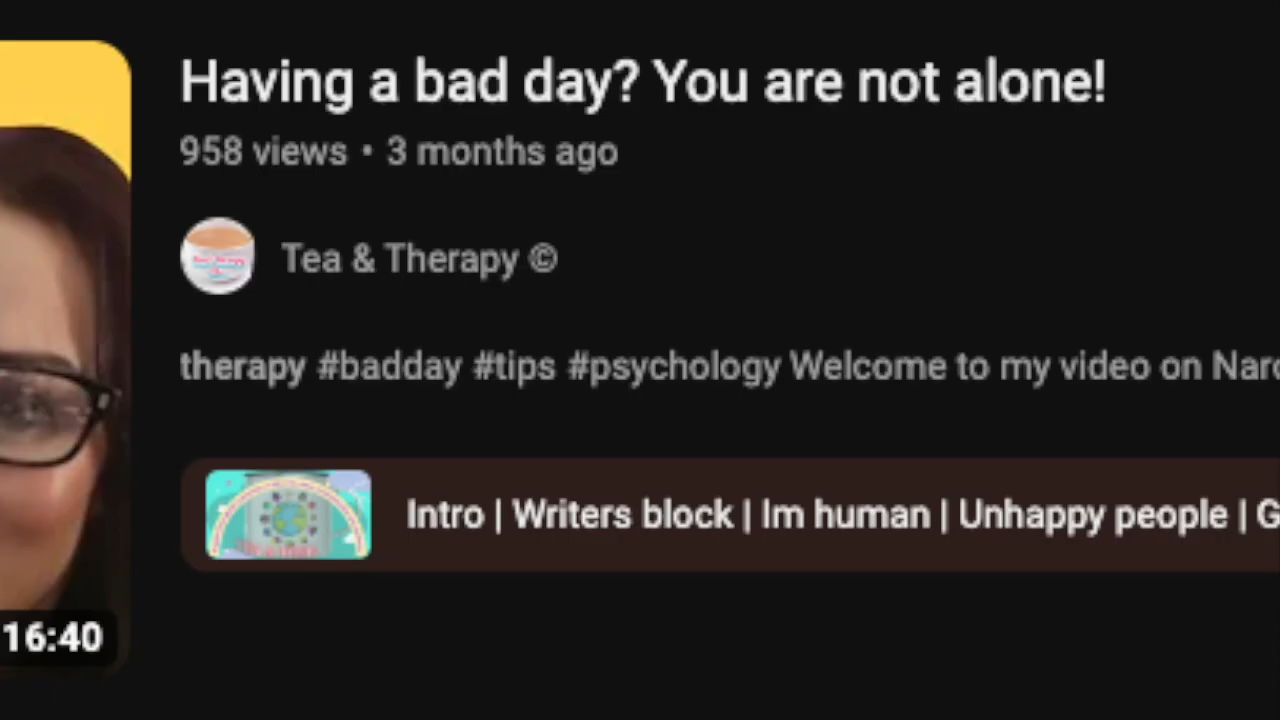 Having a bad day? You are not alone!
958 views • 3 months ago
Tea & Therapy ©
therapy #badday #tips #psychology Welcome to my video on
Intro | Writers block | Im human | Unhappy people |
16:40